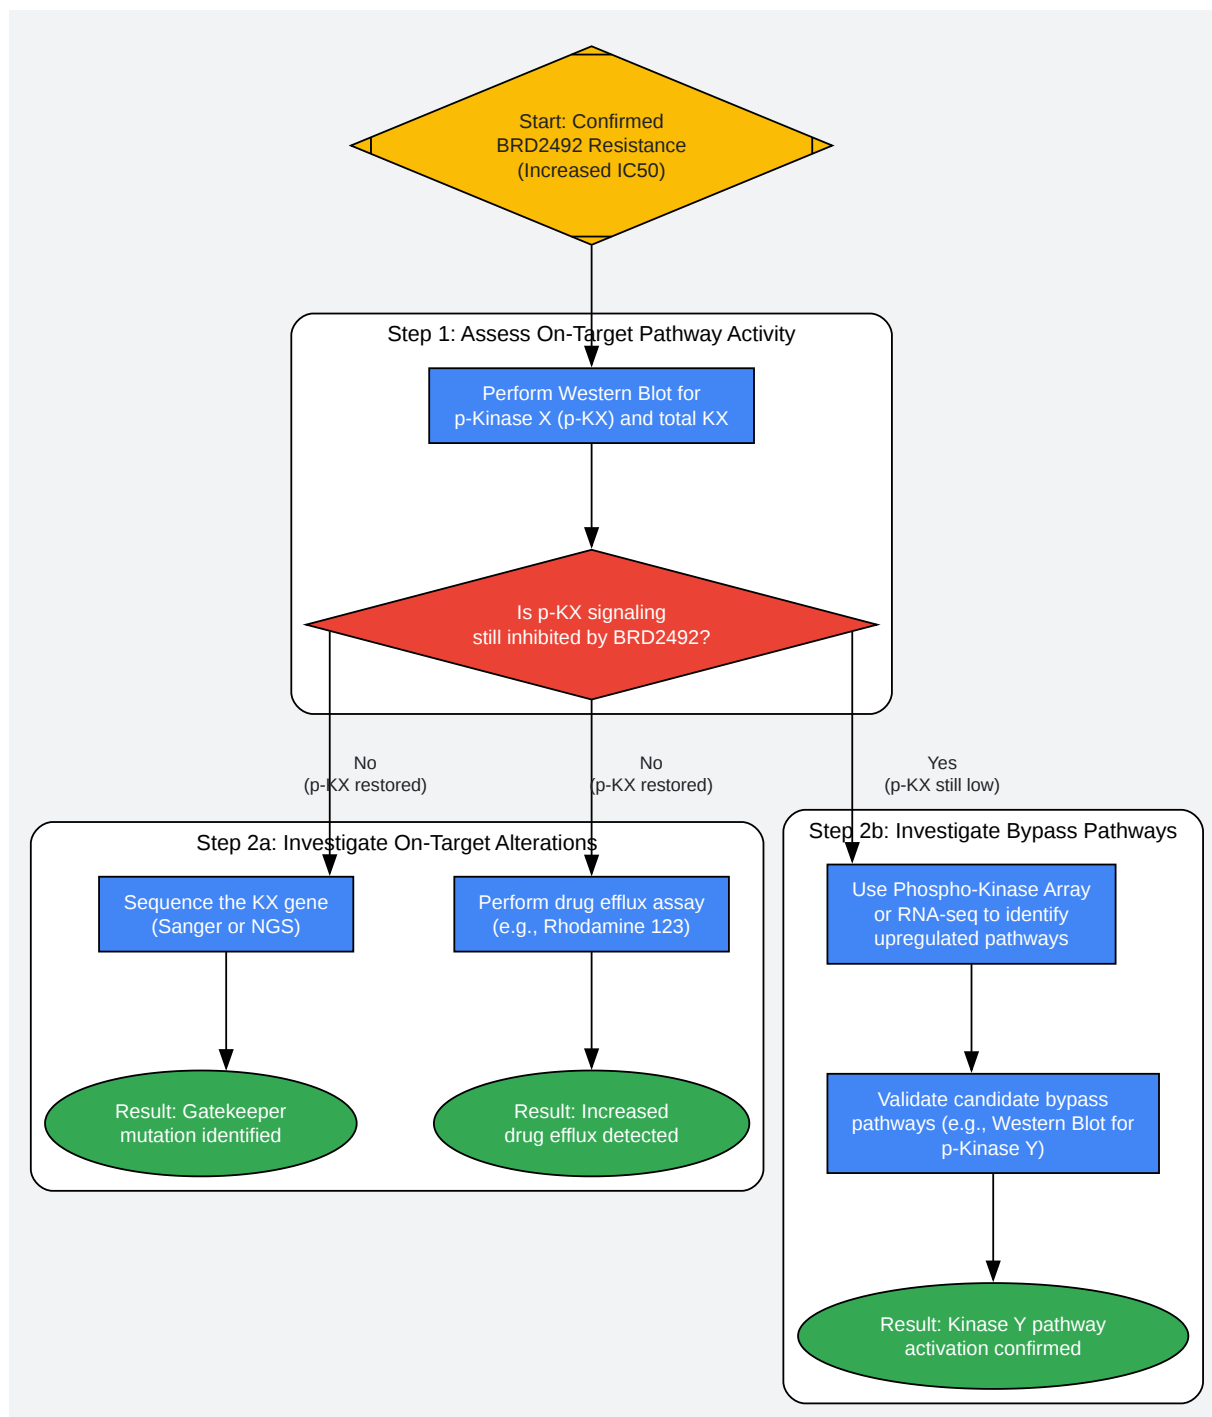 Start: Confirmed
BRD2492 Resistance
(Increased IC50)
Step 1: Assess On-Target Pathway Activity
Perform Western Blot for
p-Kinase X (p-KX) and total KX
Is p-KX signaling
still inhibited by BRD2492?
No
(p-KX restored)
No
(p-KX restored)
Yes
(p-KX still low)
Step 2a: Investigate On-Target Alterations
Sequence the KX gene
(Sanger or NGS)
Perform drug efflux assay
(e.g., Rhodamine 123)
Result: Gatekeeper
mutation identified
Result: Increased
drug efflux detected
Step 2b: Investigate Bypass Pathways
Use Phospho-Kinase Array
or RNA-seq to identify
upregulated pathways
Validate candidate bypass
pathways (e.g., Western Blot for
p-Kinase Y)
Result: Kinase Y pathway
activation confirmed